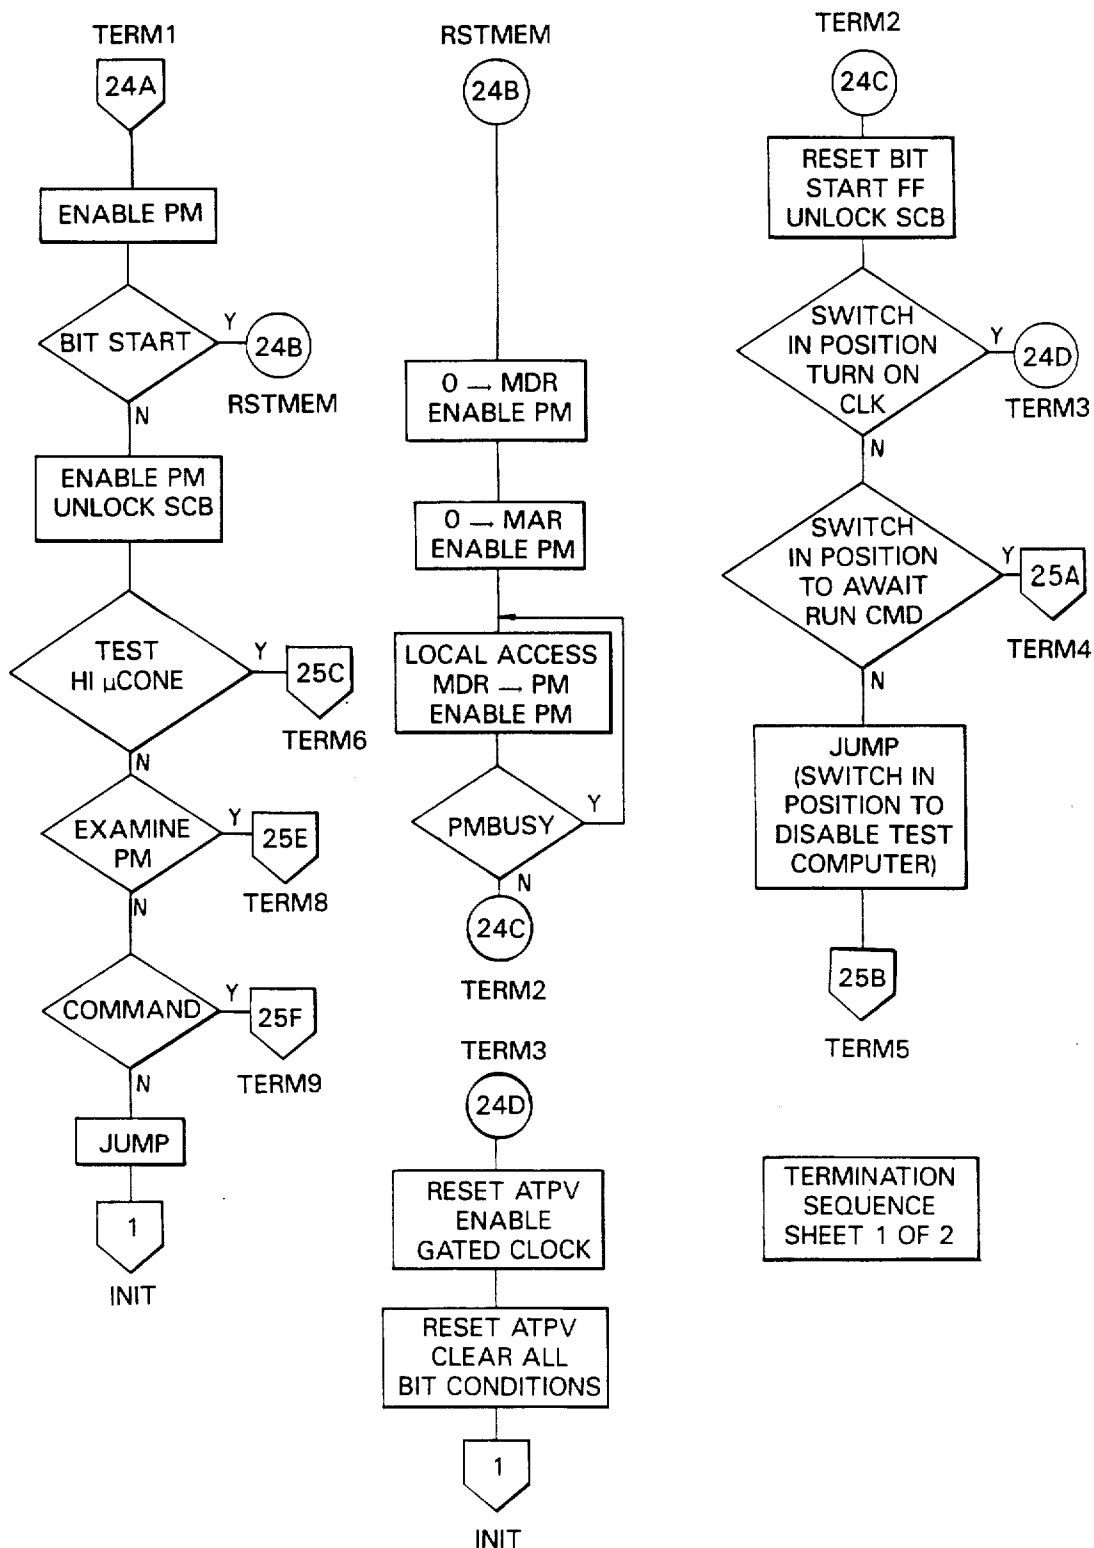 TERM1
24A
ENABLE PM
BIT START
Y
24B
RSTMEM
N
ENABLE PM
UNLOCK SCB
TEST
HI µCONE
Y
25C
TERM6
N
EXAMINE
PM
Y
25E
TERM8
N
COMMAND
Y
25F
TERM9
N
JUMP
1
INIT
RSTMEM
24B
0 → MDR
ENABLE PM
0 → MAR
ENABLE PM
LOCAL ACCESS
MDR → PM
ENABLE PM
PMBUSY
Y
N
24C
TERM2
TERM3
24D
RESET ATPV
ENABLE
GATED CLOCK
RESET ATPV
CLEAR ALL
BIT CONDITIONS
1
INIT
TERM2
24C
RESET BIT
START FF
UNLOCK SCB
SWITCH
IN POSITION
TURN ON
CLK
Y
24D
TERM3
N
SWITCH
IN POSITION
TO AWAIT
RUN CMD
Y
25A
TERM4
N
JUMP
(SWITCH IN
POSITION TO
DISABLE TEST
COMPUTER)
25B
TERM5
TERMINATION
SEQUENCE
SHEET 1 OF 2